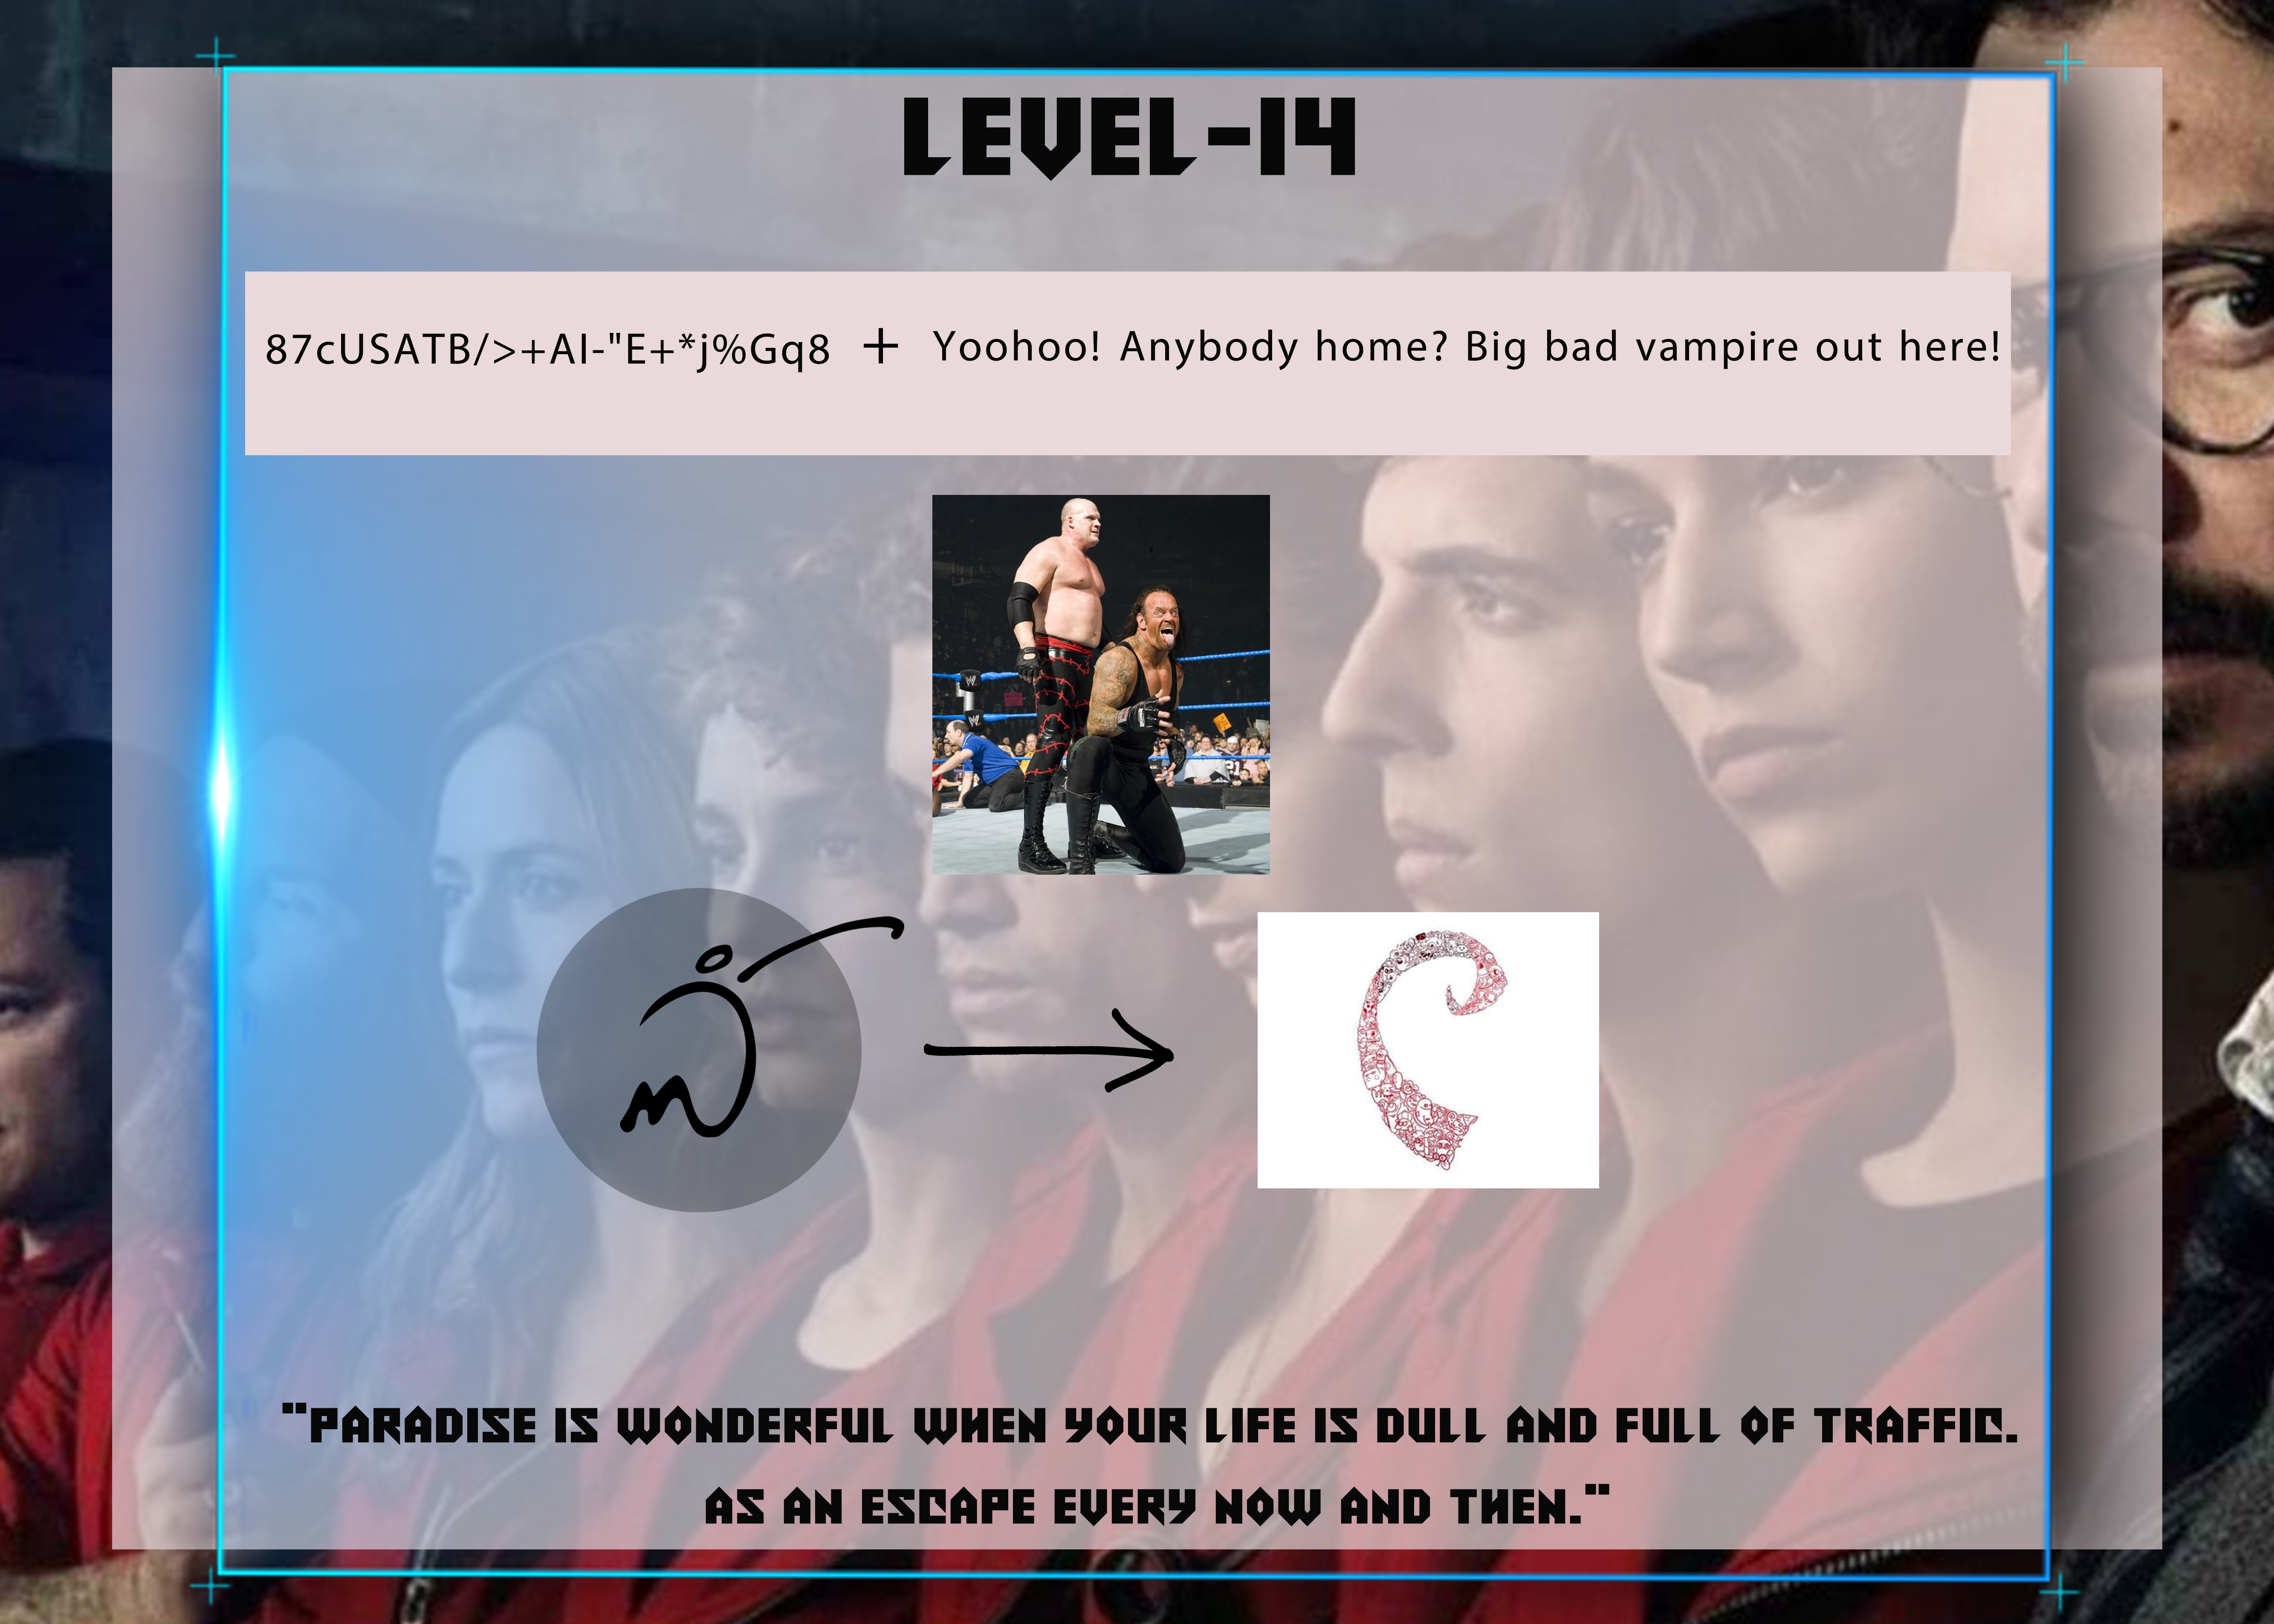 LEVEL-14
87cUSATB/>+AI-"E+*j%Gq8 + Yoohoo! Anybody home? Big bad vampire out here!
"PARADISE IS WONDERFUL WHEN YOUR LIFE IS DULL AND FULL OF TRAFFIC.
AS AN ESCAPE EVERY NOW AND THEN."